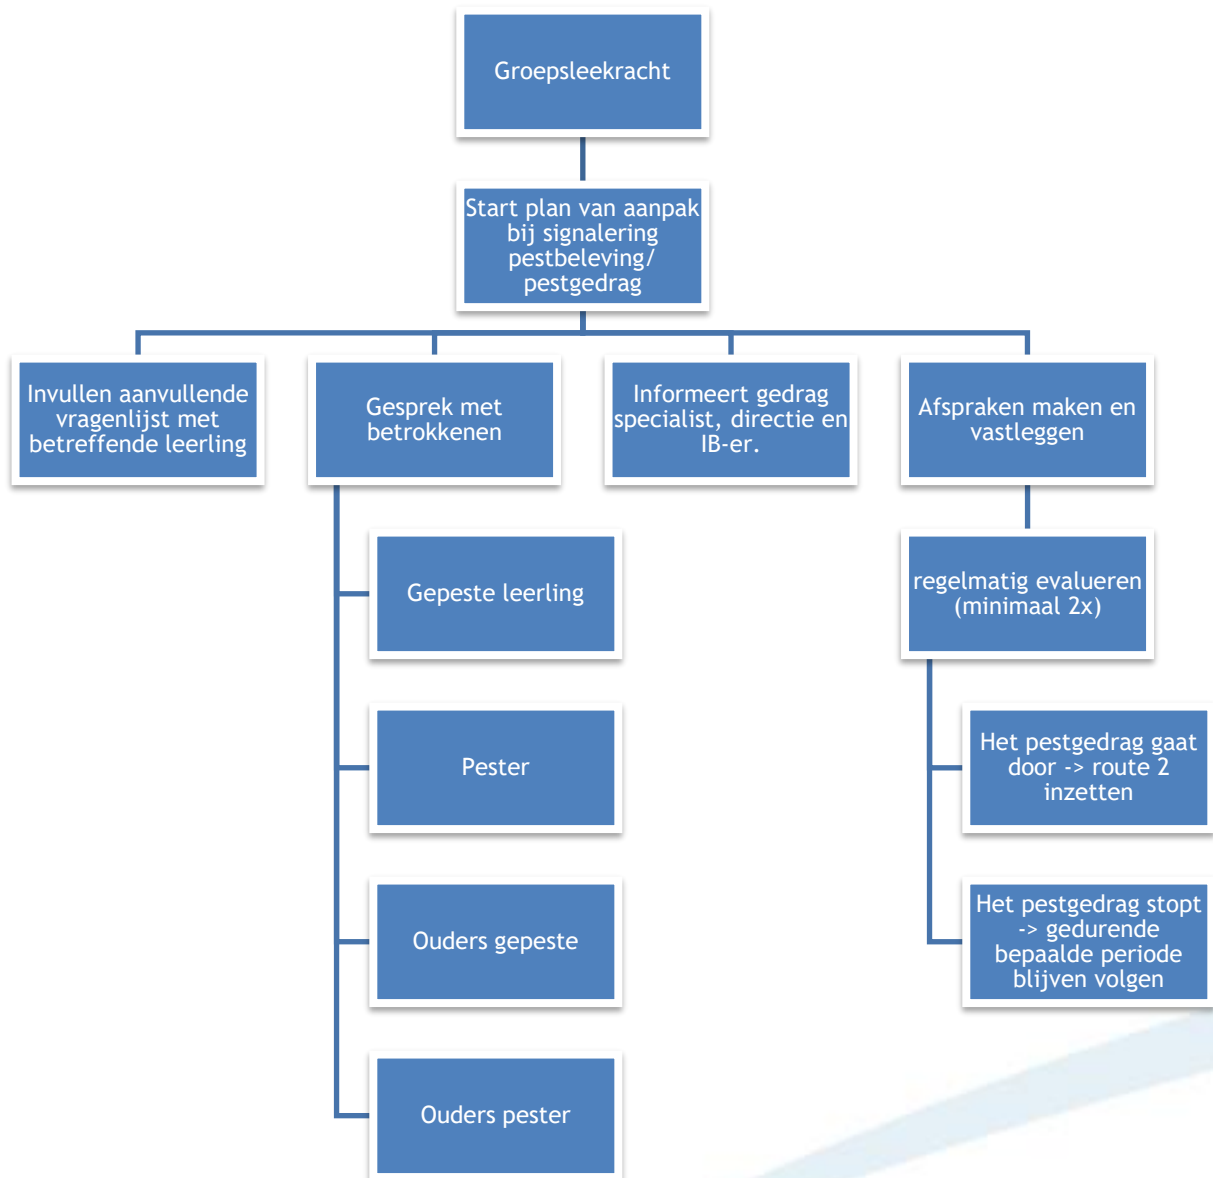 Groepsleekracht
Start plan van aanpak
bij signalering
pestbeleving/
pestgedrag
Invullen aanvullende
vragenlijst met
betreffende leerling
Gesprek met
betrokkenen
Informeert gedrag
specialist, directie en
IB-er.
Afspraken maken en
vastleggen
Gepeste leerling
Pester
Ouders gepeste
Ouders pester
regelmatig evalueren
(minimaal 2x)
Het pestgedrag gaat
door -> route 2
inzetten
Het pestgedrag stopt
-> gedurende
bepaalde periode
blijven volgen